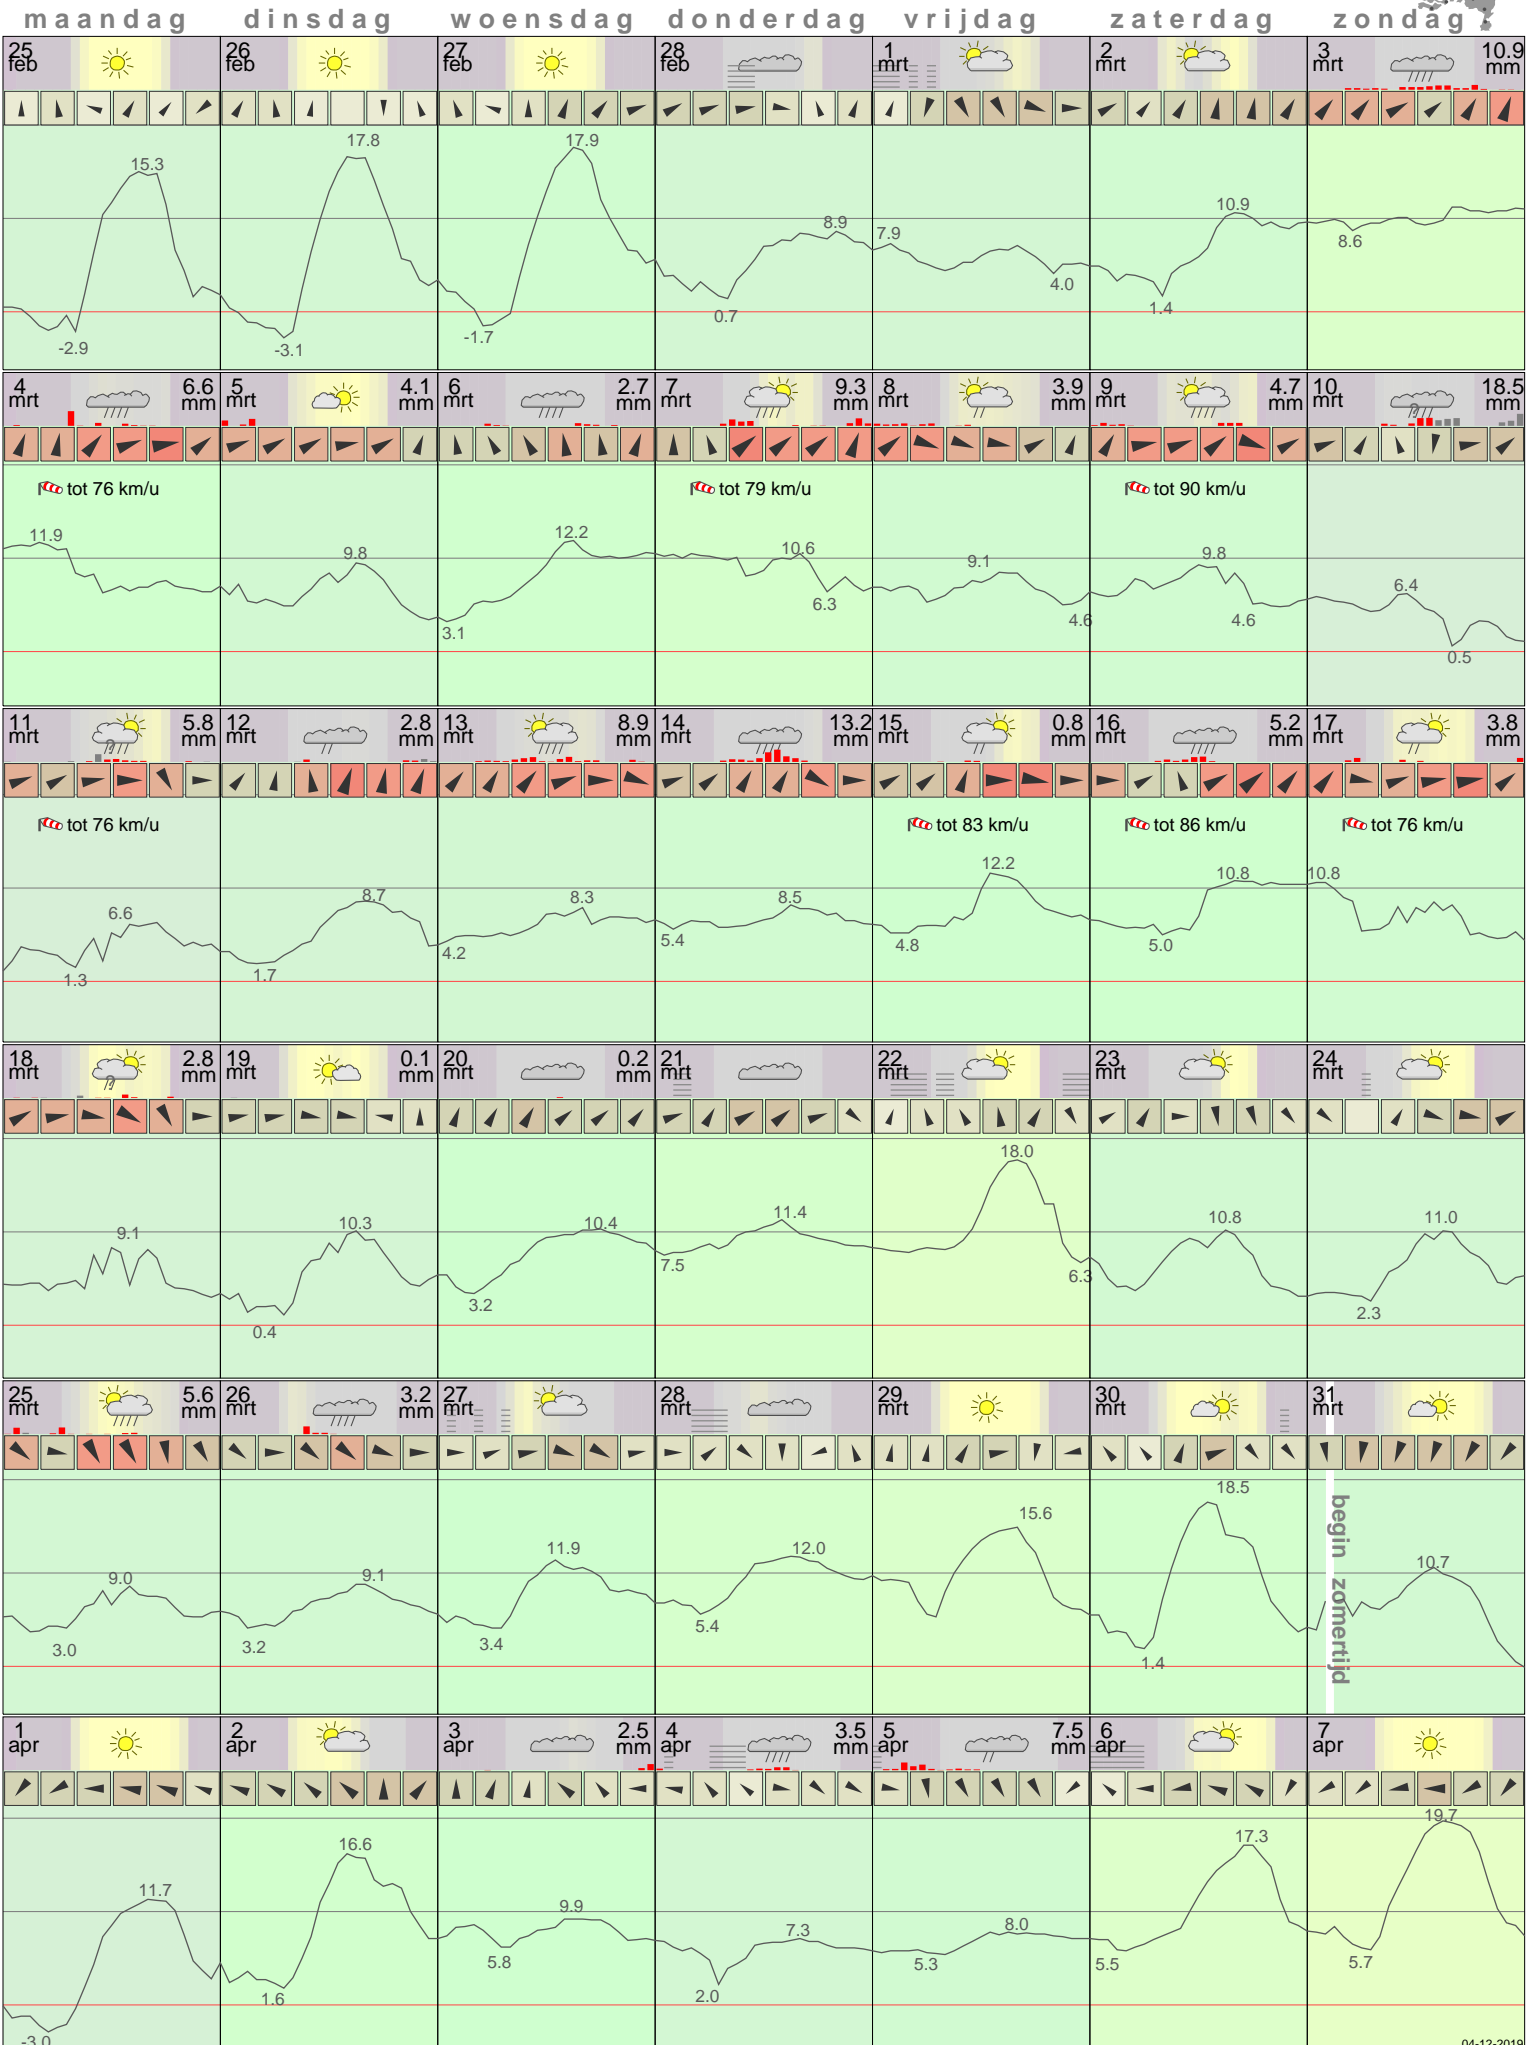 maandag dinsdag woensdag donderdag vrijdag zaterdag zondag
25 26 27 28 1 2 3 10.9
feb feb feb feb mrt mrt mrt mm
15.3 17.8 17.9 8.9 7.9 10.9 8.6
-2.9 -3.1 -1.7 0.7 4.0 1.4
4 6.6 5 4.1 6 2.7 7 9.3 8 3.9 9 4.7 10 18.5
mrt mm mrt mm mrt mm mrt mm mrt mm mrt mm mrt mm
tot 76 km/u tot 79 km/u tot 90 km/u
11.9 9.8 12.2 10.6 9.1 9.8 6.4
3.1 6.3 4.6 4.6 0.5
11 5.8 12 2.8 13 8.9 14 13.2 15 0.8 16 5.2 17 3.8
mrt mm mrt mm mrt mm mrt mm mrt mm mrt mm mrt mm
tot 76 km/u tot 83 km/u tot 86 km/u tot 76 km/u
6.6 8.7 8.3 8.5 12.2 10.8 10.8
1.3 1.7 4.2 5.4 4.8 5.0
18 2.8 19 0.1 20 0.2 21 22 23 24
mrt mm mrt mm mrt mm mrt mrt mrt mrt
9.1 10.3 10.4 11.4 18.0 10.8 11.0
0.4 3.2 7.5 6.3 2.3
25 5.6 26 3.2 27 28 29 30 31
mrt mm mrt mm mrt mrt mrt mrt mrt
9.0 9.1 11.9 12.0 15.6 18.5 10.7
3.0 3.2 3.4 5.4 1.4
begin zomertijd
1 2 3 2.5 4 3.5 5 7.5 6 7
apr apr apr mm apr mm apr mm apr apr
11.7 16.6 9.9 7.3 8.0 17.3 19.7
-3.0 1.6 5.8 2.0 5.3 5.5 5.7
04-12-2019